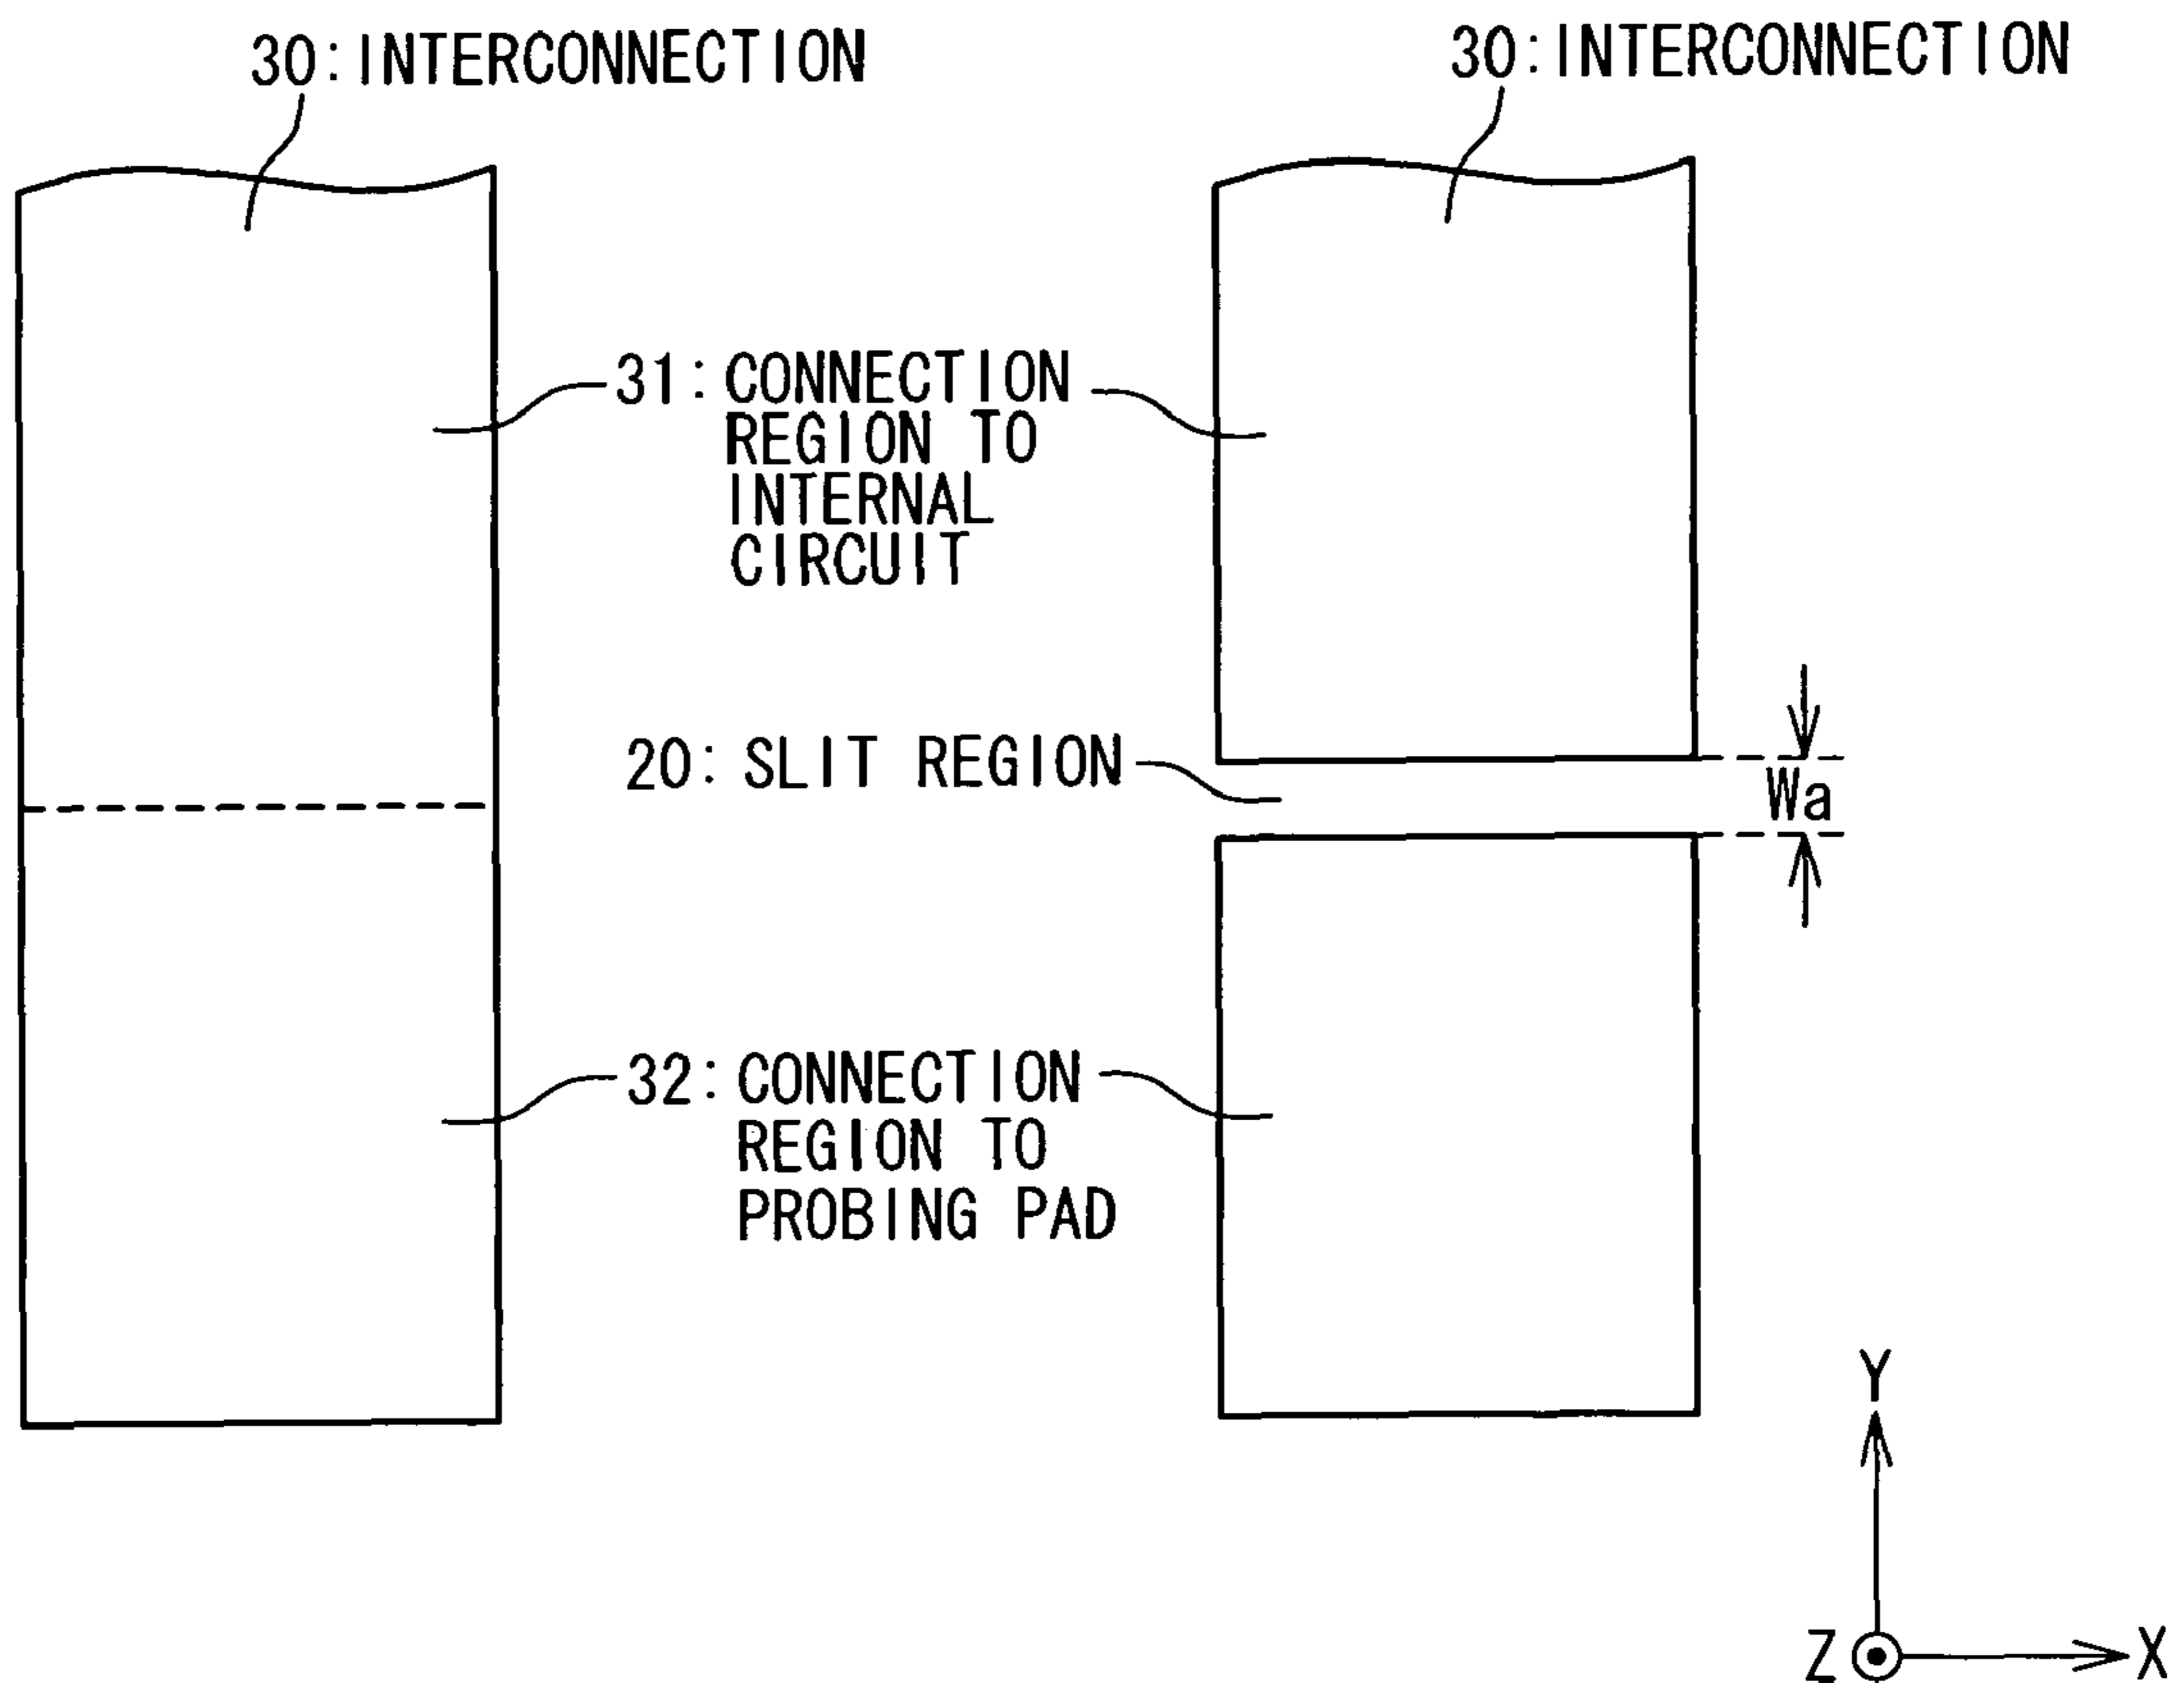 30: INTERCONNECTION
30: INTERCONNECTION
31: CONNECTION
REGION TO
INTERNAL
CIRCUIT
20: SLIT REGION
Wa
32: CONNECTION
REGION TO
PROBING PAD
Y
Z
X